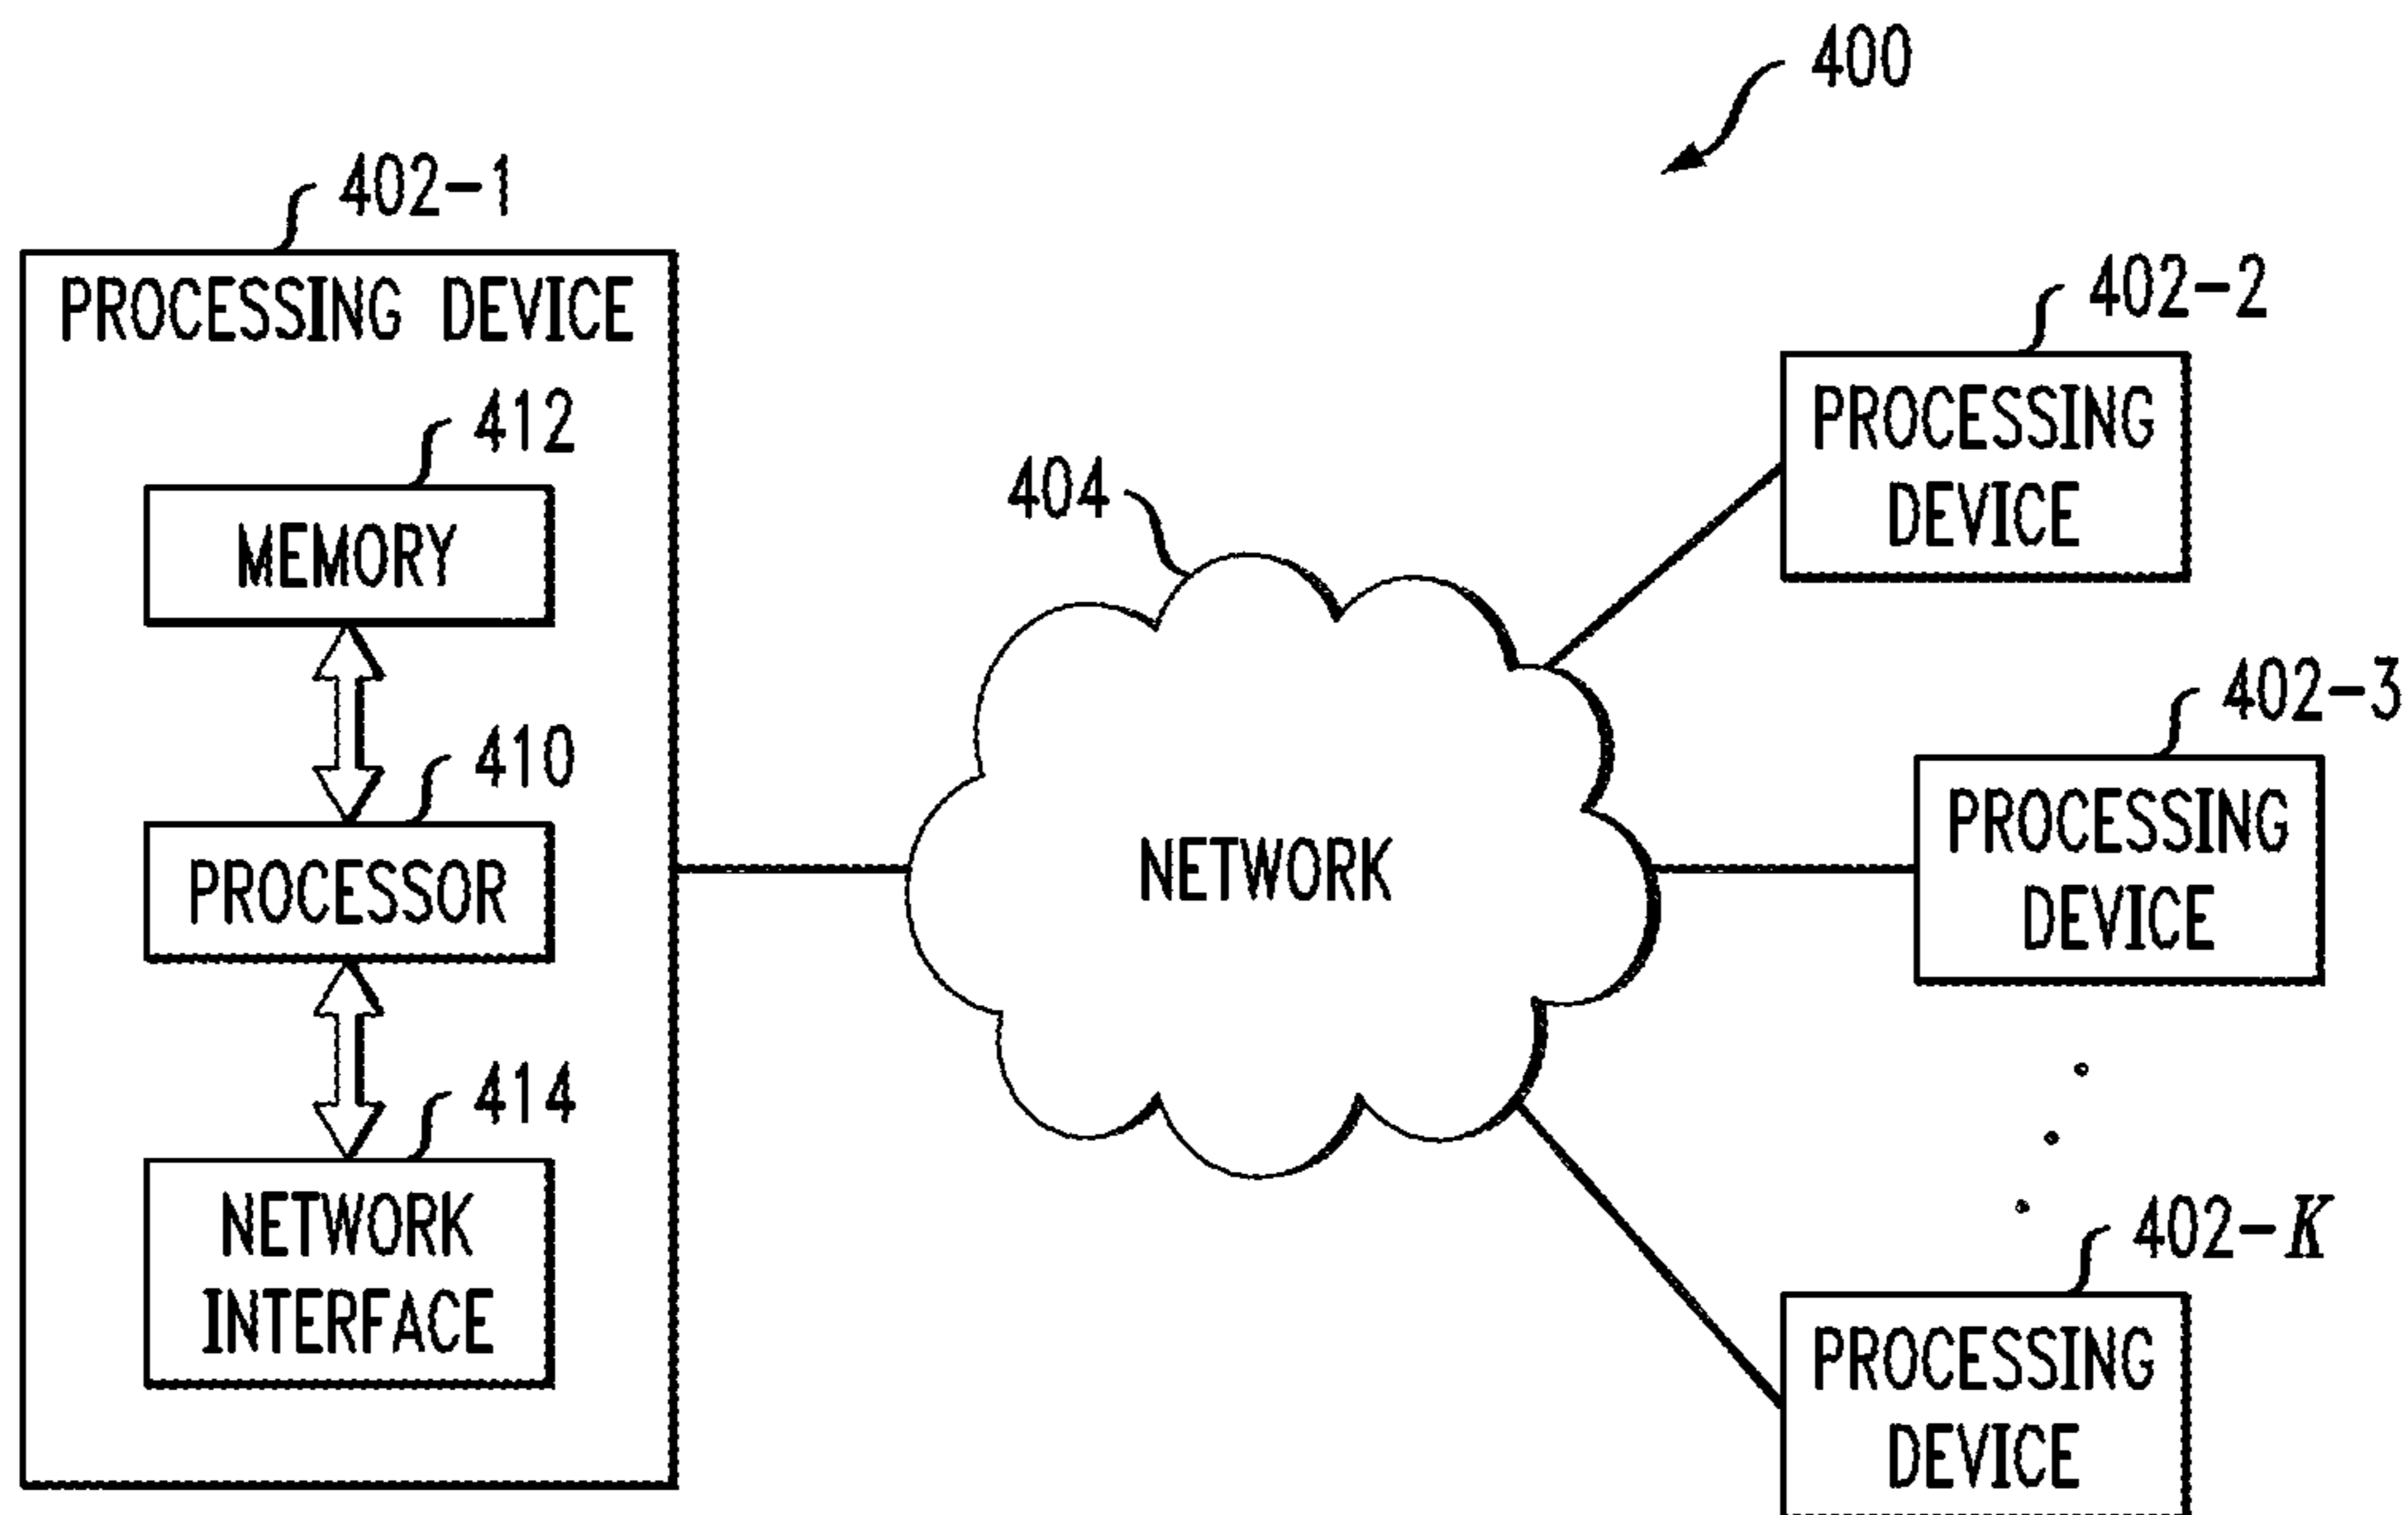 400
402-1
PROCESSING DEVICE
412
MEMORY
410
PROCESSOR
414
NETWORK
INTERFACE
404
NETWORK
402-2
PROCESSING
DEVICE
402-3
PROCESSING
DEVICE
402-K
PROCESSING
DEVICE